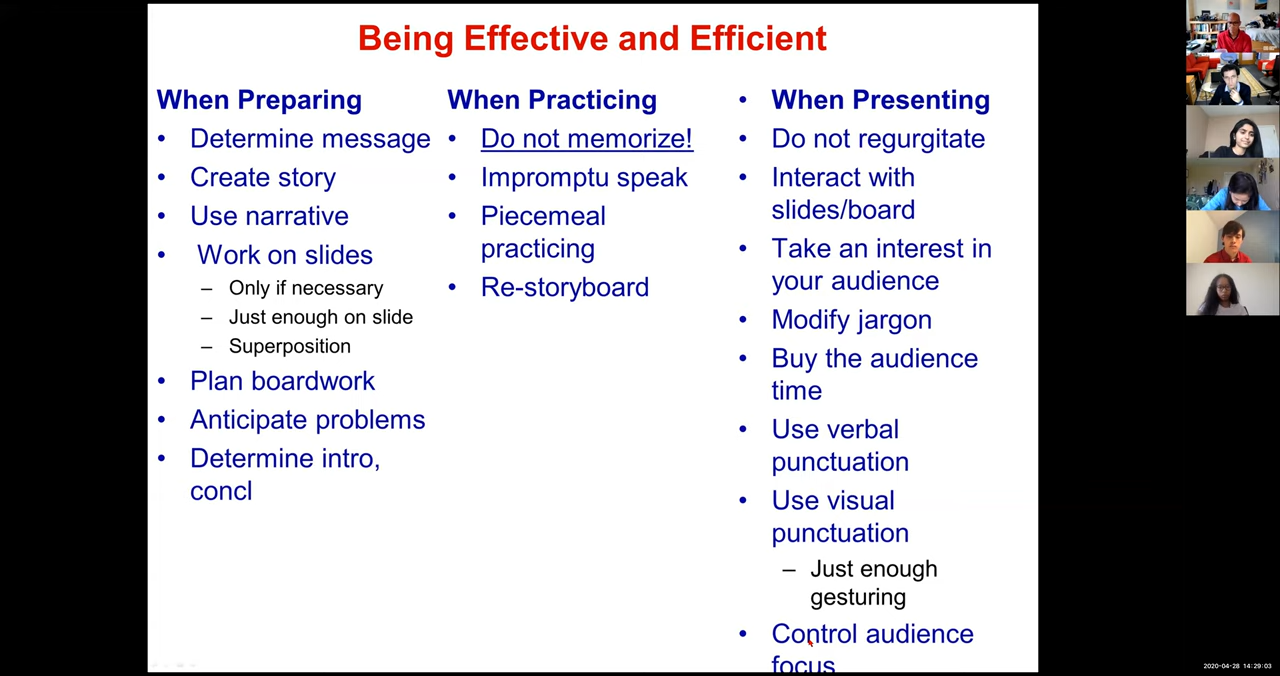 Being Effective and Efficient
When Preparing
• Determine message
• Create story
• Use narrative
• Work on slides
– Only if necessary
– Just enough on slide
– Superposition
• Plan boardwork
• Anticipate problems
• Determine intro,
concl
When Practicing
• Do not memorize!
• Impromptu speak
• Piecemeal
practicing
• Re-storyboard
• When Presenting
• Do not regurgitate
• Interact with
slides/board
• Take an interest in
your audience
• Modify jargon
• Buy the audience
time
• Use verbal
punctuation
• Use visual
punctuation
– Just enough
gesturing
• Control audience
focus
2020-04-28 14:29:03